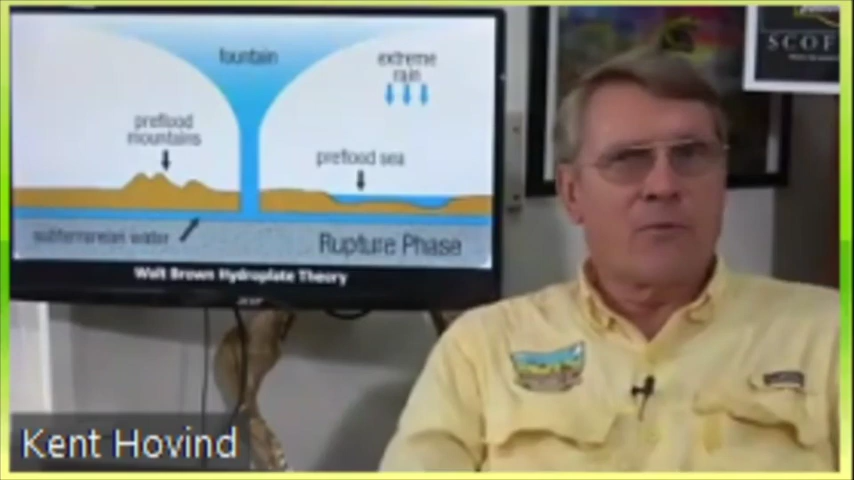 fountain
extreme
rain
preflood
mountains
preflood sea
subterranean water
Rupture Phase
Walt Brown Hydroplate Theory
SCOF
Kent Hovind